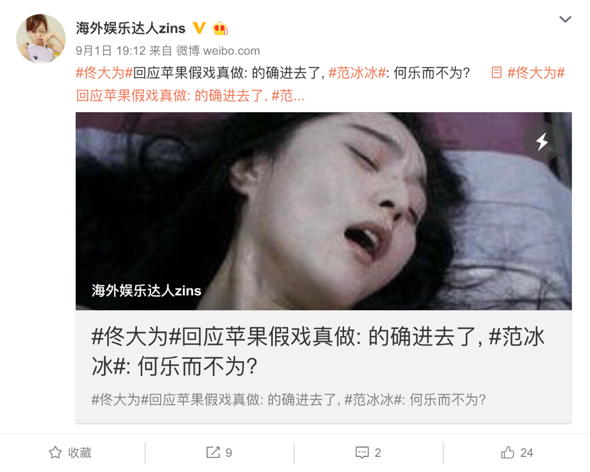 海外娱乐达人zins
9月1日 19:12 来自 微博 weibo.com
#佟大为#回应苹果假戏真做: 的确进去了, #范冰冰#: 何乐而不为? #佟大为#
回应苹果假戏真做: 的确进去了, #范...
海外娱乐达人zins
#佟大为#回应苹果假戏真做: 的确进去了, #范冰
冰#: 何乐而不为?
#佟大为#回应苹果假戏真做: 的确进去了, #范冰冰#: 何乐而不为?
收藏 9 2 24